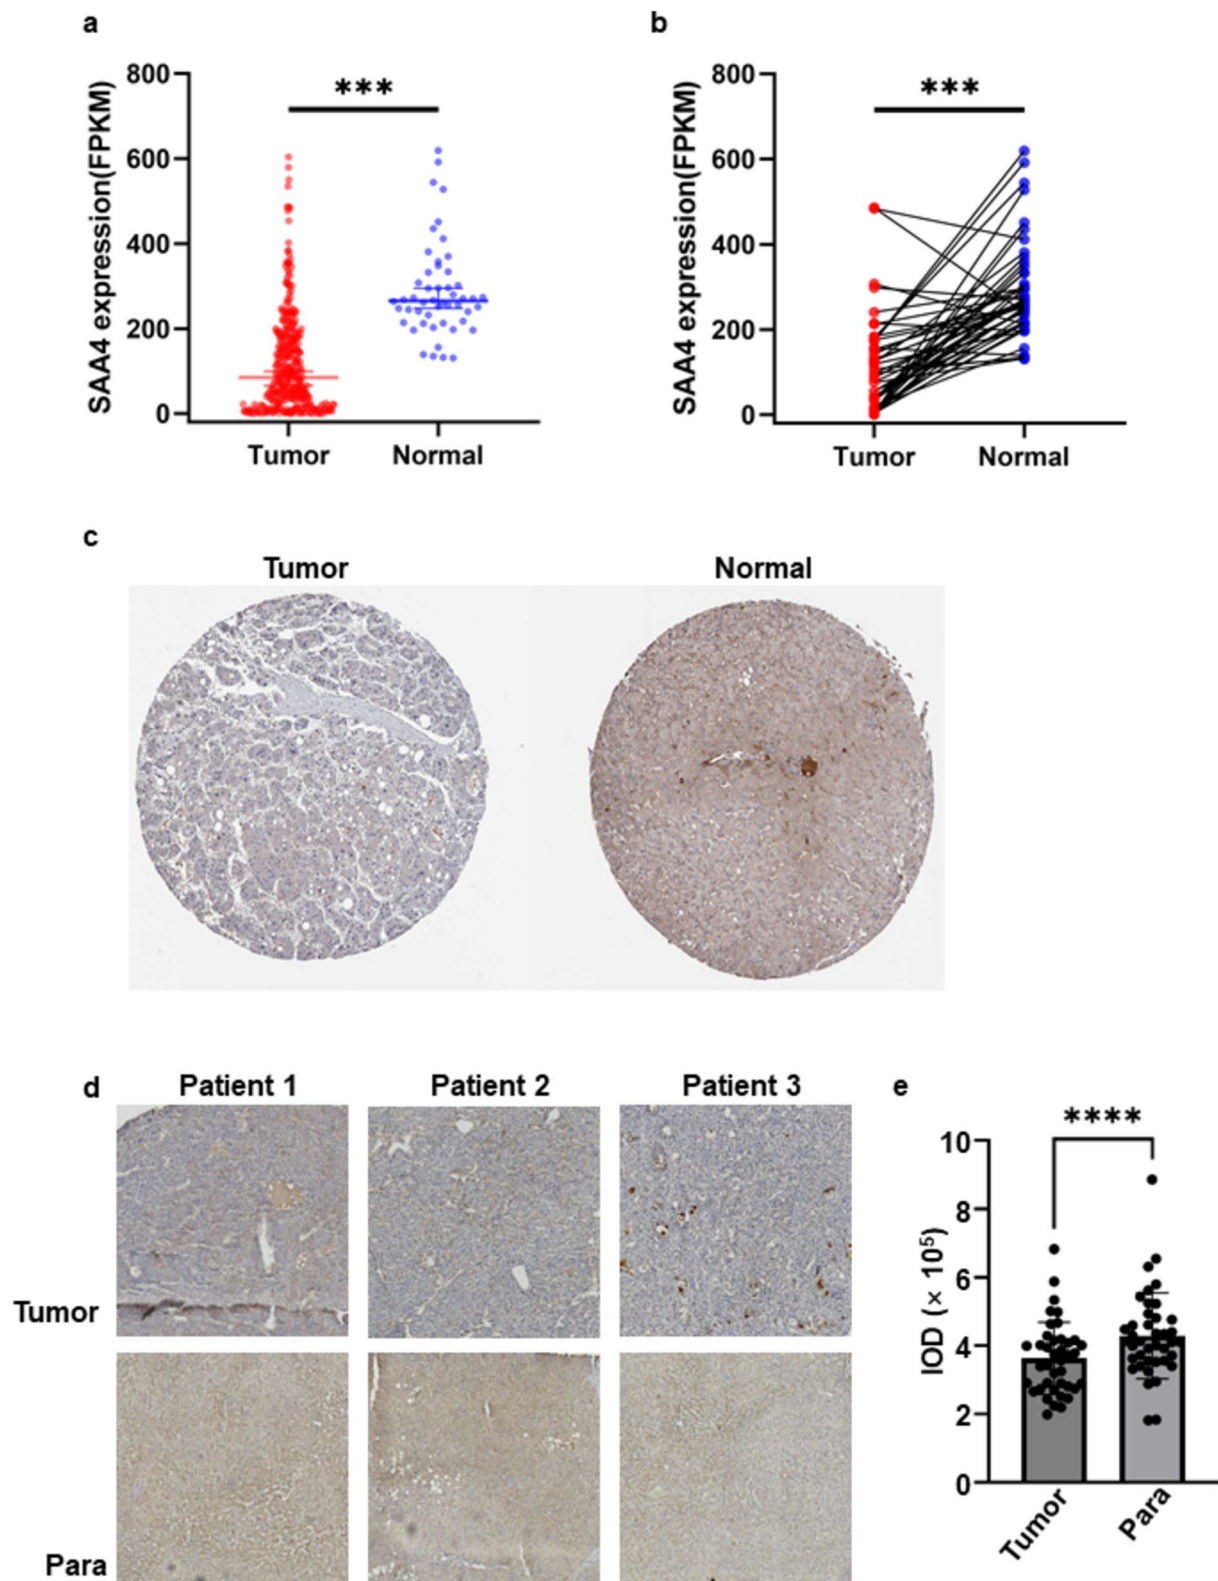 a
SAA4 expression(FPKM)
800
600
400
200
0
***
Tumor
Normal
b
SAA4 expression(FPKM)
800
600
400
200
0
***
Tumor
Normal
c
Tumor
Normal
d
Patient 1
Patient 2
Patient 3
Tumor
Para
e
****
IOD (× 10⁵)
10
8
6
4
2
0
Tumor
Para